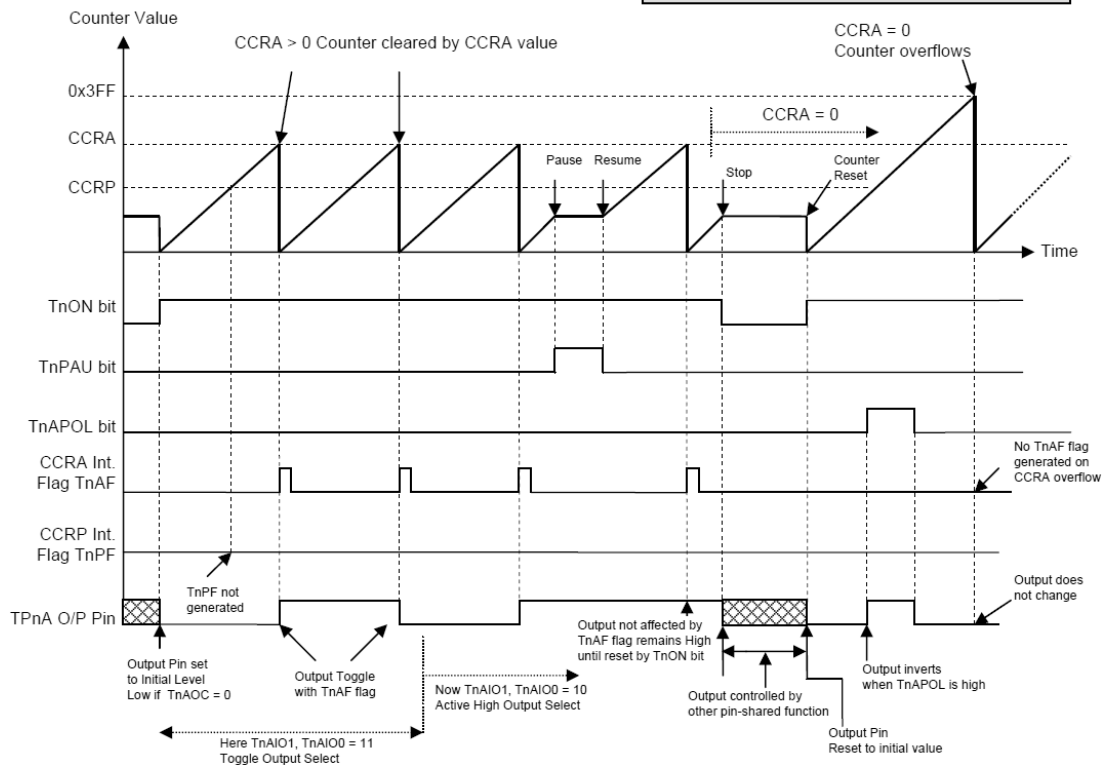 Counter Value
CCRA > 0 Counter cleared by CCRA value
CCRA = 0
Counter overflows
0x3FF
CCRA = 0
CCRA
Pause
Resume
Stop
Counter
Reset
CCRP
Time
TnON bit
TnPAU bit
TnAPOL bit
CCRA Int.
Flag TnAF
No TnAF flag
generated on
CCRA overflow
CCRP Int.
Flag TnPF
TnPF not
generated
Output does
not change
TPnA O/P Pin
Output not affected by
TnAF flag remains High
until reset by TnON bit
Output Pin set
to Initial Level
Low if TnAOC = 0
Output Toggle
with TnAF flag
Now TnAIO1, TnAIO0 = 10
Active High Output Select
Output controlled by
other pin-shared function
Output inverts
when TnAPOL is high
Here TnAIO1, TnAIO0 = 11
Toggle Output Select
Output Pin
Reset to initial value